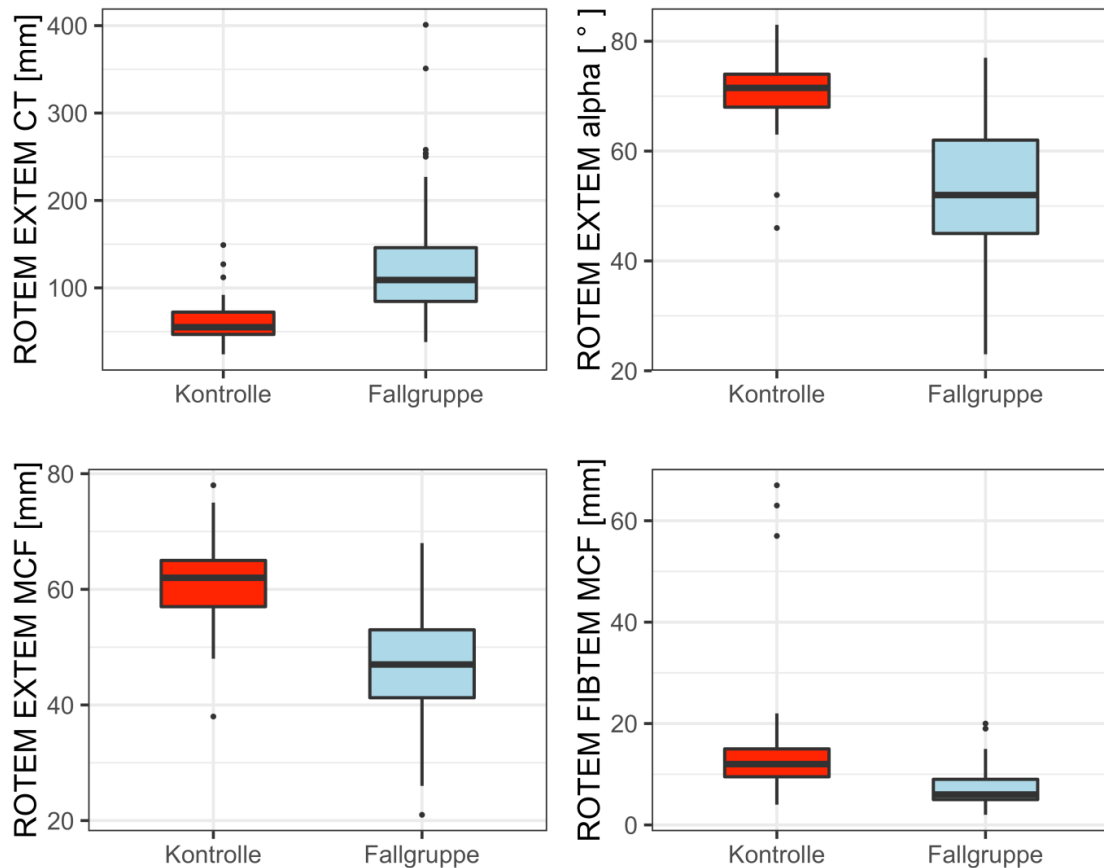 ROTEM EXTEM CT [mm]
400
300
200
100
Kontrolle Fallgruppe
ROTEM EXTEM alpha [ ° ]
80
60
40
20
Kontrolle Fallgruppe
ROTEM EXTEM MCF [mm]
80
60
40
20
Kontrolle Fallgruppe
ROTEM FIBTEM MCF [mm]
60
40
20
0
Kontrolle Fallgruppe